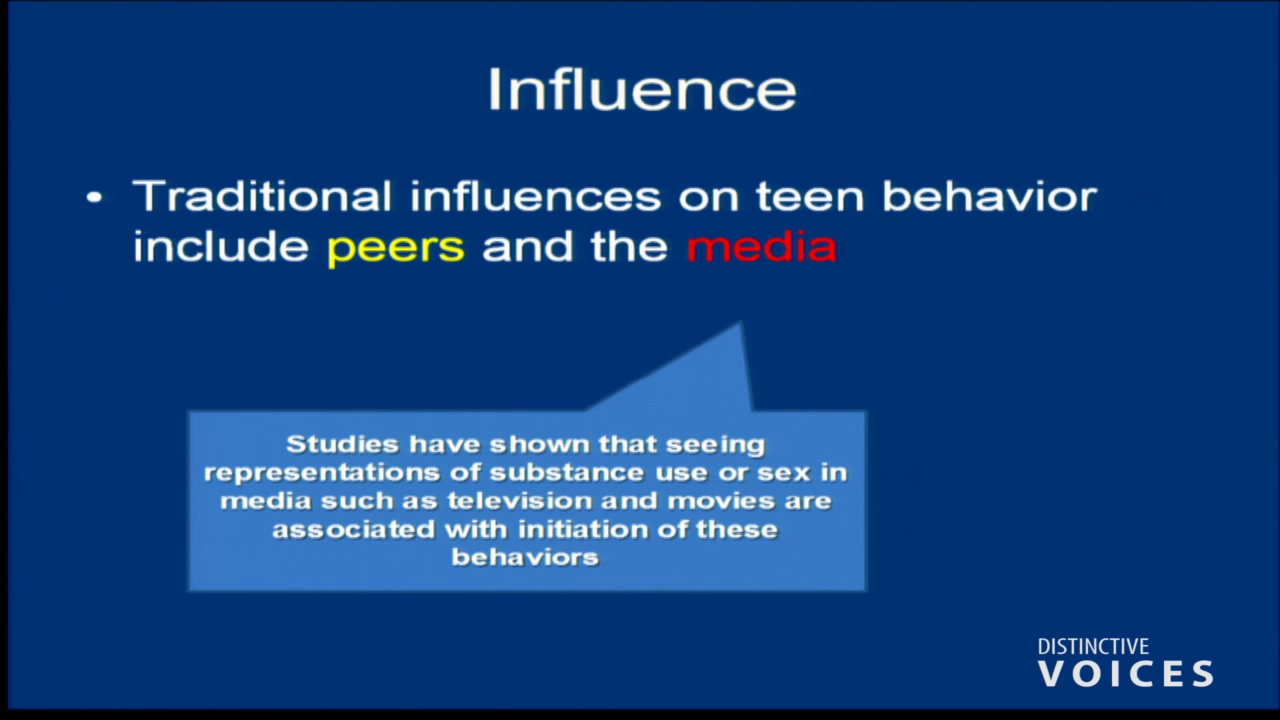 Influence
• Traditional influences on teen behavior
include peers and the media
Studies have shown that seeing
representations of substance use or sex in
media such as television and movies are
associated with initiation of these
behaviors
DISTINCTIVE
VOICES